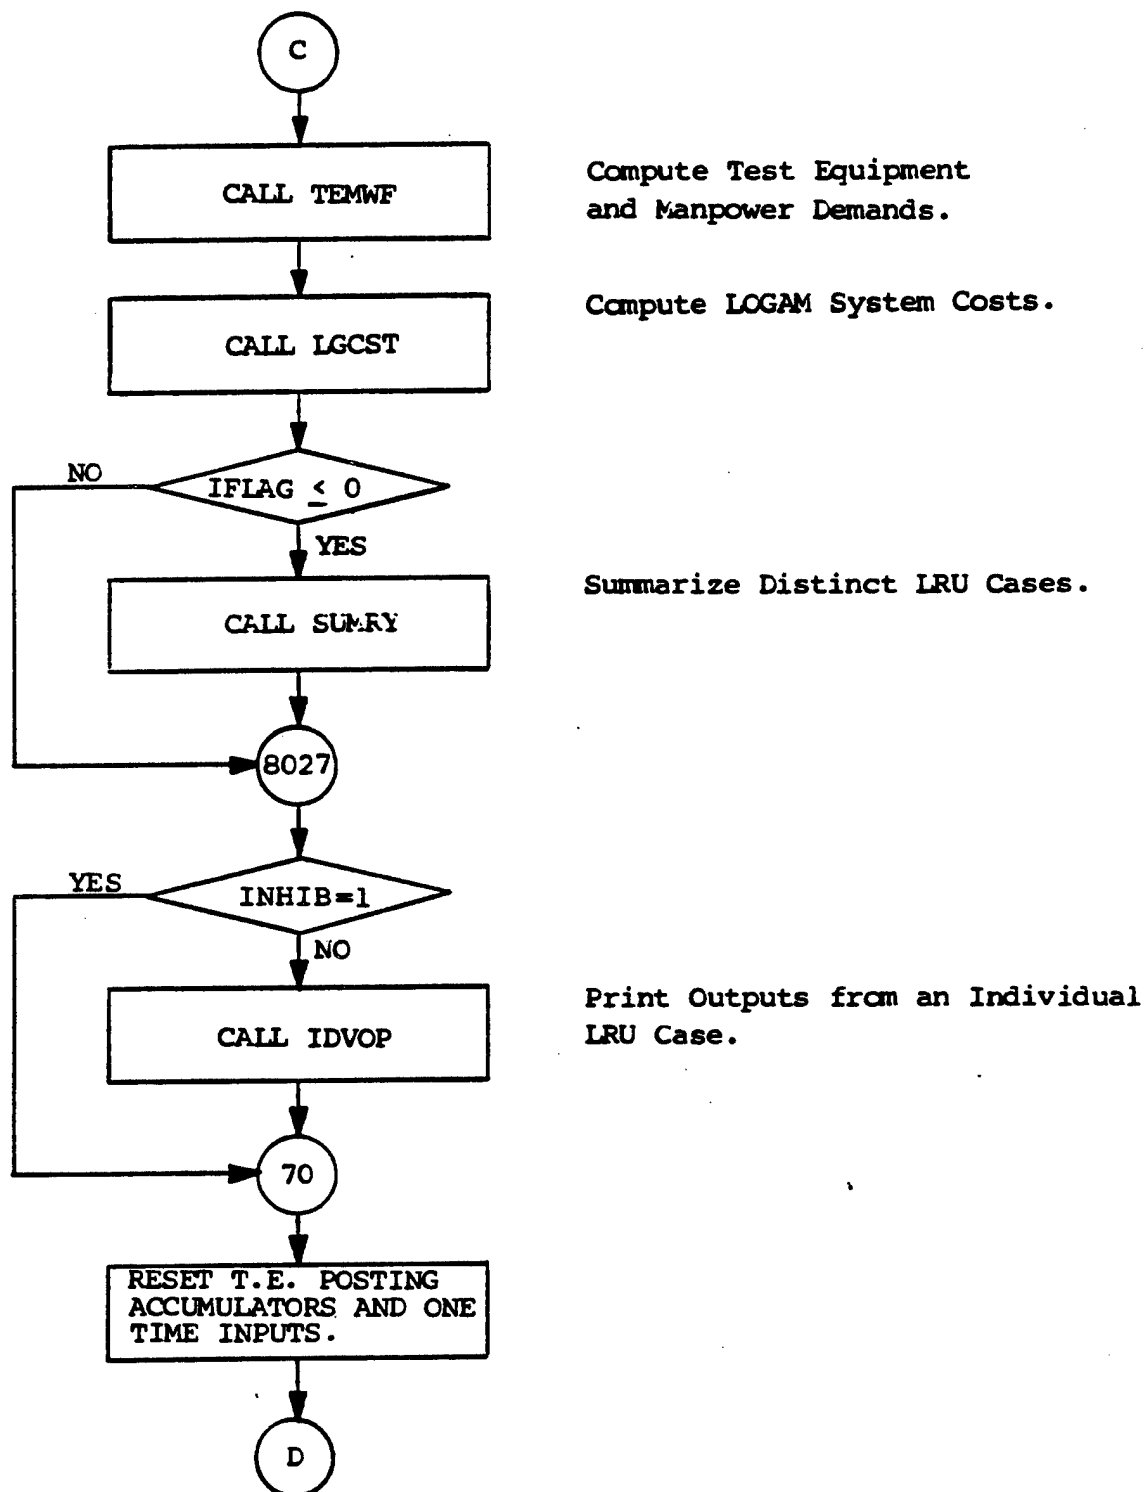 C
CALL TEMWF
Compute Test Equipment
and Manpower Demands.
CALL LGCST
Compute LOGAM System Costs.
NO
IFLAG ≤ 0
YES
CALL SUMRY
Summarize Distinct LRU Cases.
8027
YES
INHIB=1
NO
CALL IDVOP
Print Outputs from an Individual
LRU Case.
70
RESET T.E. POSTING
ACCUMULATORS AND ONE
TIME INPUTS.
D